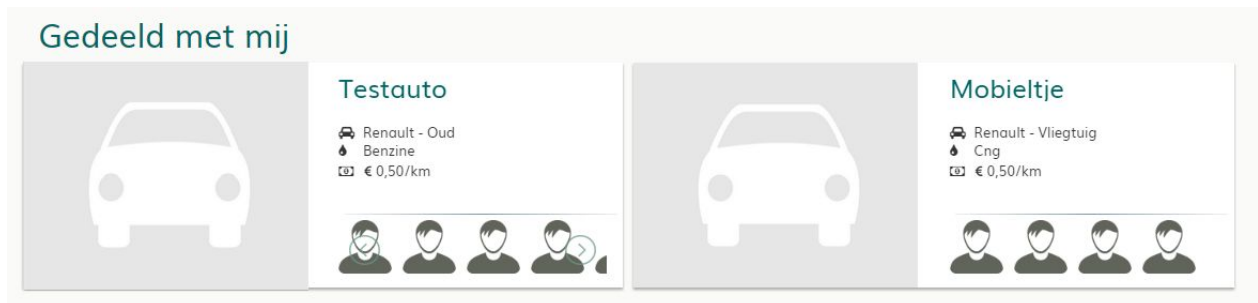 Gedeeld met mij
Testauto
Renault - Oud
Benzine
€ 0,50/km
Mobieltje
Renault - Vliegtuig
Cng
€ 0,50/km